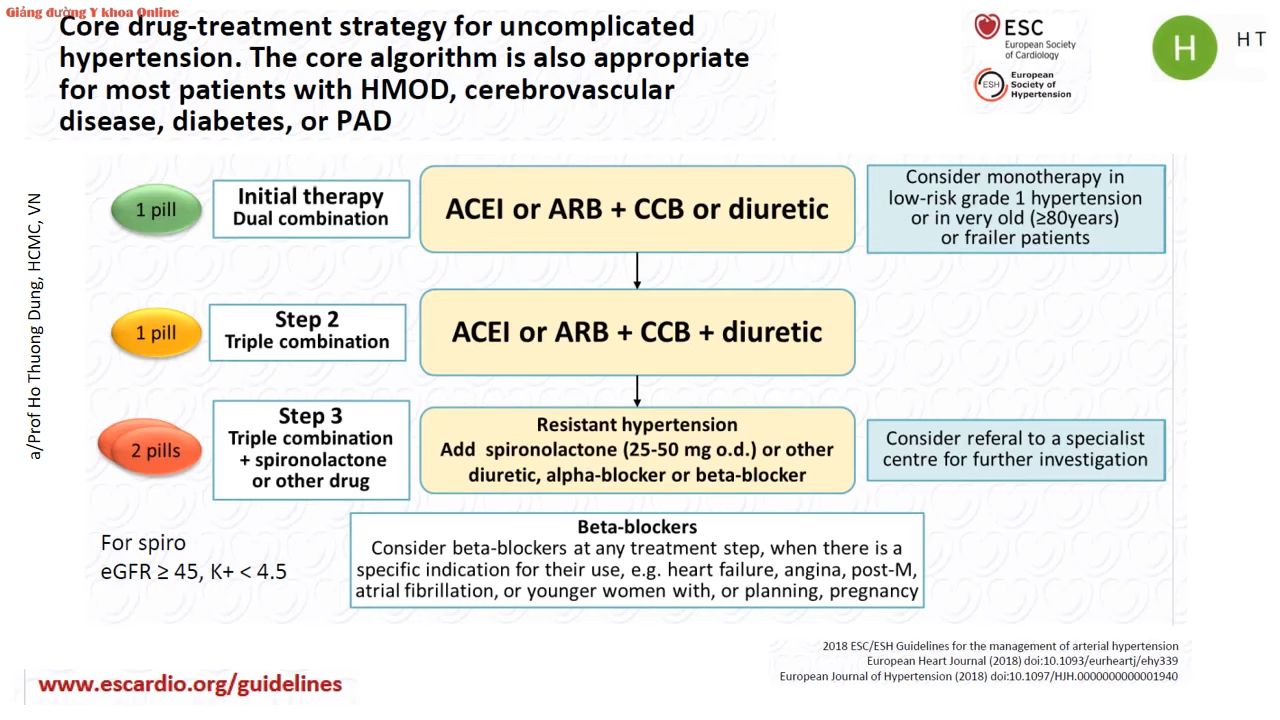 Giảng đường Y khoa Online
Core drug-treatment strategy for uncomplicated
hypertension. The core algorithm is also appropriate
for most patients with HMOD, cerebrovascular
disease, diabetes, or PAD
ESC
European Society
of Cardiology
ESH
European
Society of
Hypertension
H
H T
a/Prof Ho Thuong Dung, HCMC, VN
1 pill
Initial therapy
Dual combination
ACEI or ARB + CCB or diuretic
Consider monotherapy in
low-risk grade 1 hypertension
or in very old (≥80years)
or frailer patients
1 pill
Step 2
Triple combination
ACEI or ARB + CCB + diuretic
2 pills
Step 3
Triple combination
+ spironolactone
or other drug
Resistant hypertension
Add spironolactone (25-50 mg o.d.) or other
diuretic, alpha-blocker or beta-blocker
Consider referal to a specialist
centre for further investigation
For spiro
eGFR ≥ 45, K+ < 4.5
Beta-blockers
Consider beta-blockers at any treatment step, when there is a
specific indication for their use, e.g. heart failure, angina, post-M,
atrial fibrillation, or younger women with, or planning, pregnancy
2018 ESC/ESH Guidelines for the management of arterial hypertension
European Heart Journal (2018) doi:10.1093/eurheartj/ehy339
European Journal of Hypertension (2018) doi:10.1097/HJH.0000000000001940
www.escardio.org/guidelines